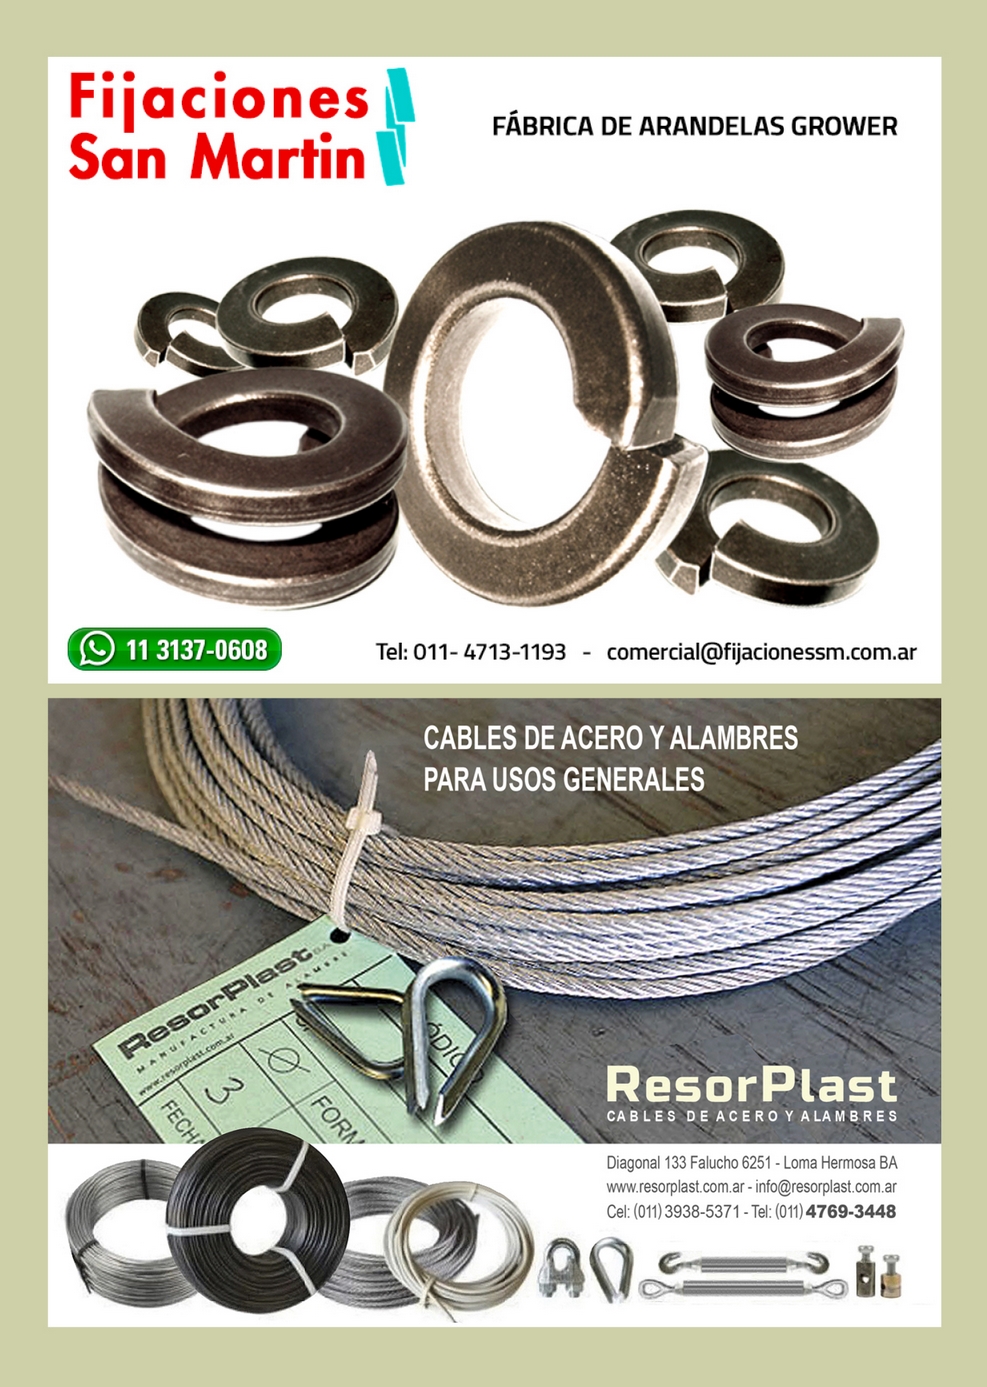 Fijaciones
San Martin
FÁBRICA DE ARANDELAS GROWER
11 3137-0608
Tel: 011- 4713-1193 - comercial@fijacionessm.com.ar
CABLES DE ACERO Y ALAMBRES
PARA USOS GENERALES
ResorPlast
MANUFACTURA DE ALAMBRE
www.resorplast.com.ar
3
FECHA
FORM
ÓDIG
ResorPlast
CABLES DE ACERO Y ALAMBRES
Diagonal 133 Falucho 6251 - Loma Hermosa BA
www.resorplast.com.ar - info@resorplast.com.ar
Cel: (011) 3938-5371 - Tel: (011) 4769-3448